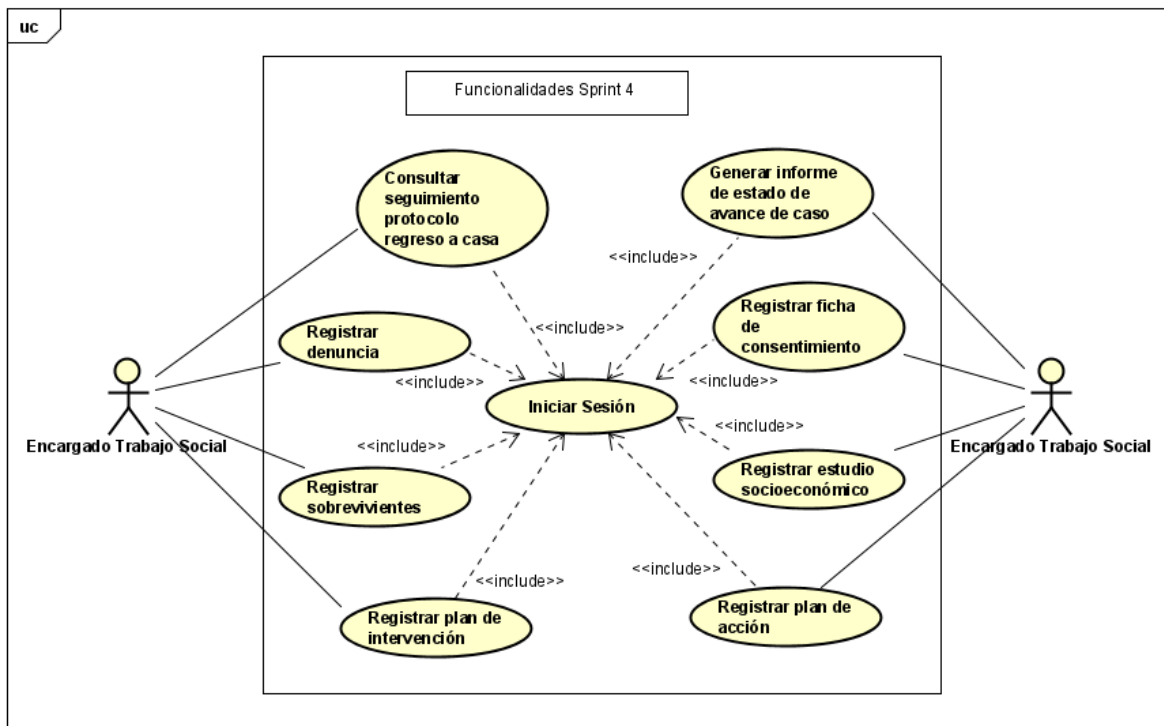 uc
Funcionalidades Sprint 4
Consultar
seguimiento
protocolo
regreso a casa
Generar informe
de estado de
avance de caso
<<include>>
<<include>>
Registrar
denuncia
Registrar ficha
de
consentimiento
<<include>>
<<include>>
Iniciar Sesión
Encargado Trabajo Social
Encargado Trabajo Social
<<include>>
<<include>>
Registrar
sobrevivientes
Registrar estudio
socioeconómico
<<include>>
<<include>>
Registrar plan de
intervención
Registrar plan de
acción